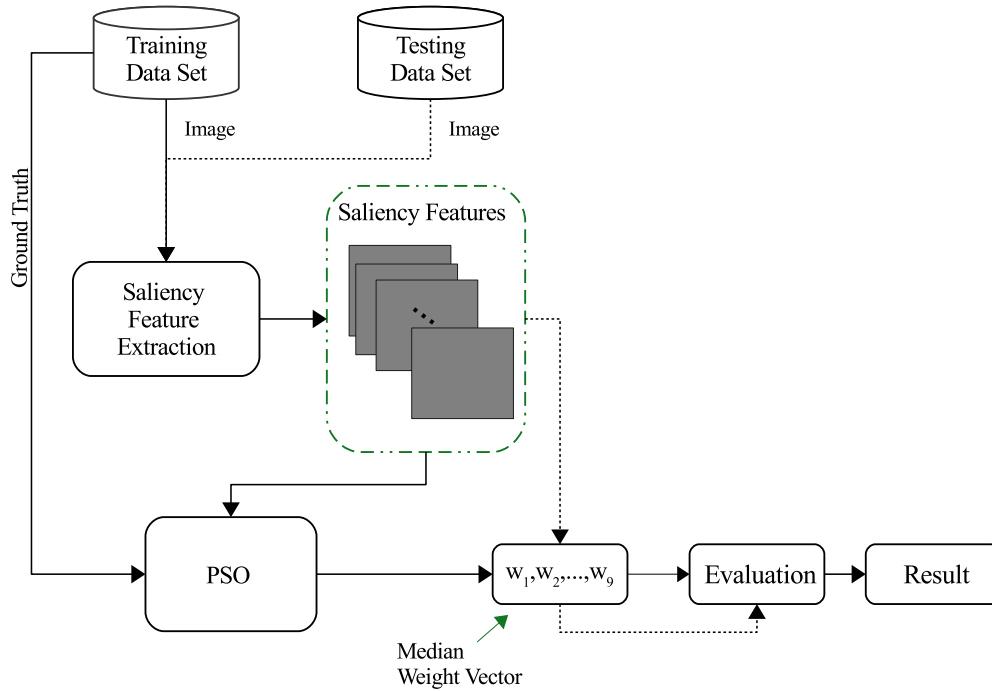 Training
Data Set
Testing
Data Set
Image
Image
Ground Truth
Saliency Features
Saliency
Feature
Extraction
PSO
w₁,w₂,...,w₉
Evaluation
Result
Median
Weight Vector